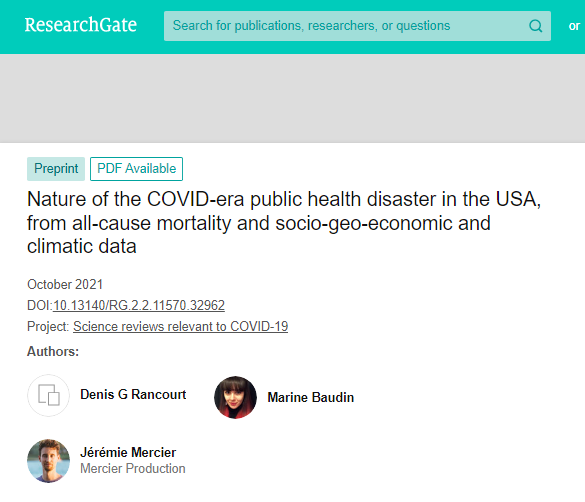 ResearchGate
Search for publications, researchers, or questions
or
Preprint
PDF Available
Nature of the COVID-era public health disaster in the USA,
from all-cause mortality and socio-geo-economic and
climatic data
October 2021
DOI:10.13140/RG.2.2.11570.32962
Project: Science reviews relevant to COVID-19
Authors:
Denis G Rancourt
Marine Baudin
Jérémie Mercier
Mercier Production